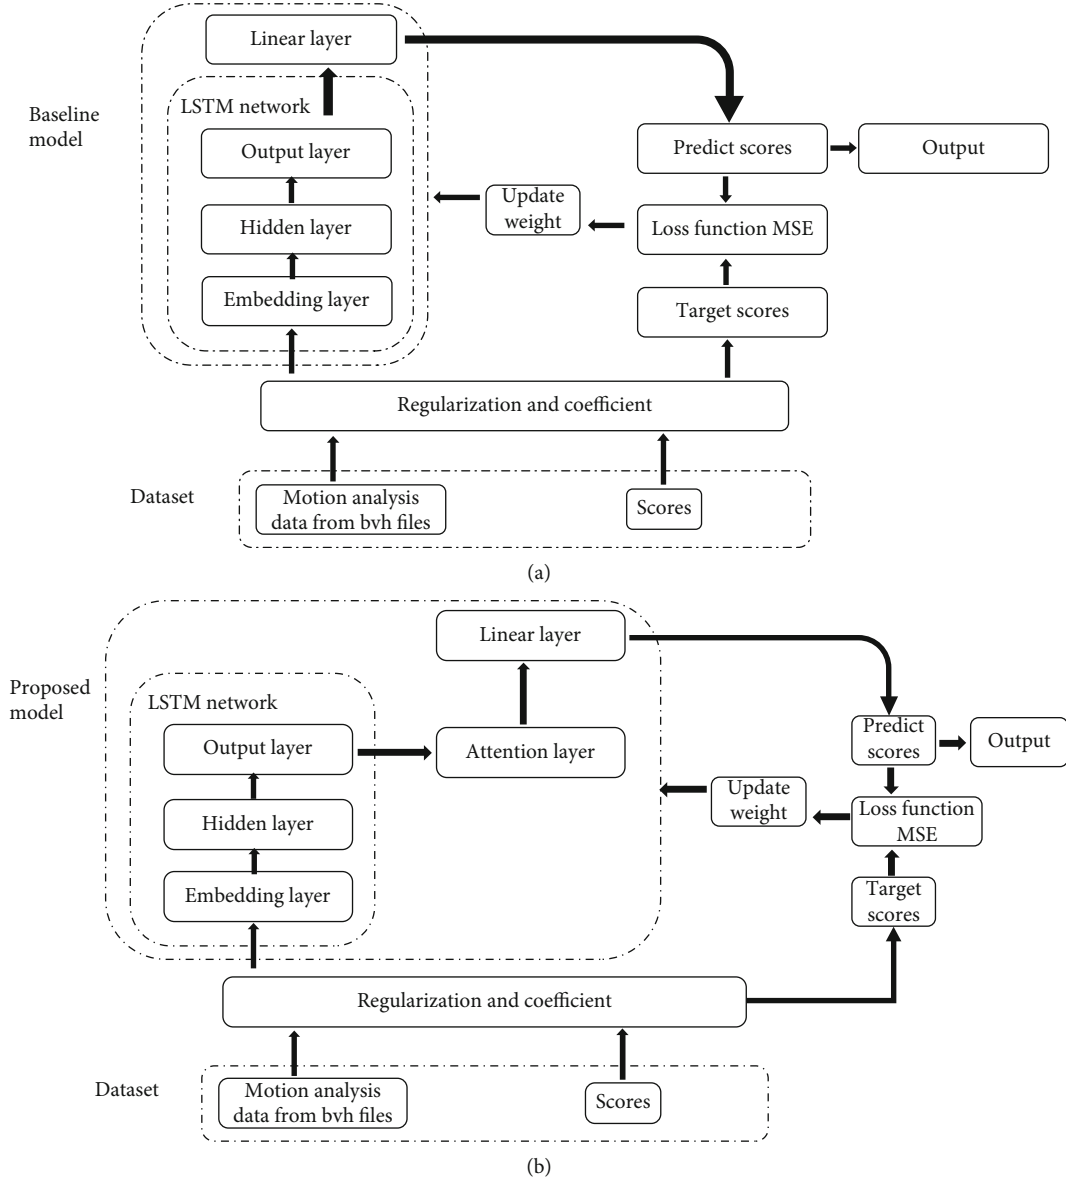 Linear layer
Baseline
model
LSTM network
Output layer
Hidden layer
Embedding layer
Update
weight
Predict scores
Output
Loss function MSE
Target scores
Regularization and coefficient
Dataset
Motion analysis
data from bvh files
Scores
(a)
Linear layer
Proposed
model
LSTM network
Output layer
Attention layer
Hidden layer
Embedding layer
Update
weight
Predict
scores
Output
Loss function
MSE
Target
scores
Regularization and coefficient
Dataset
Motion analysis
data from bvh files
Scores
(b)